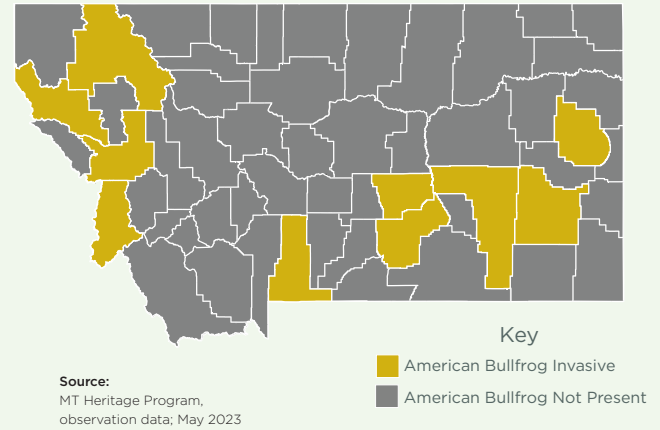 Key
American Bullfrog Invasive
American Bullfrog Not Present
Source:
MT Heritage Program,
observation data; May 2023